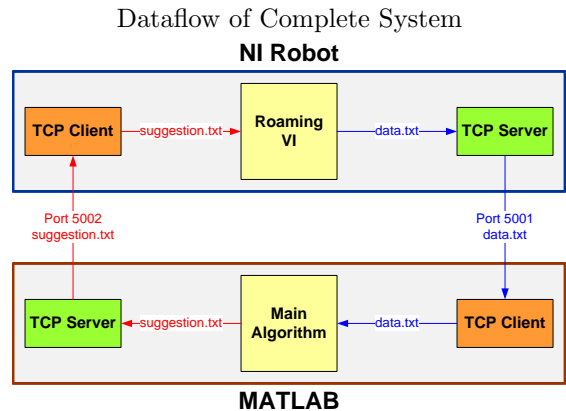 Dataflow of Complete System
NI Robot
TCP Client
suggestion.txt
Roaming
VI
data.txt
TCP Server
Port 5002
suggestion.txt
Port 5001
data.txt
TCP Server
suggestion.txt
Main
Algorithm
data.txt
TCP Client
MATLAB